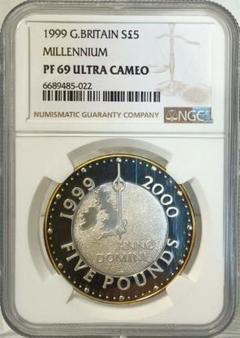 1999 G.BRITAIN S£5
MILLENNIUM
PF 69 ULTRA CAMEO
6689485-022
NGC
NUMISMATIC GUARANTY COMPANY
1999 2000
ANNO
DOMINI
FIVE POUNDS